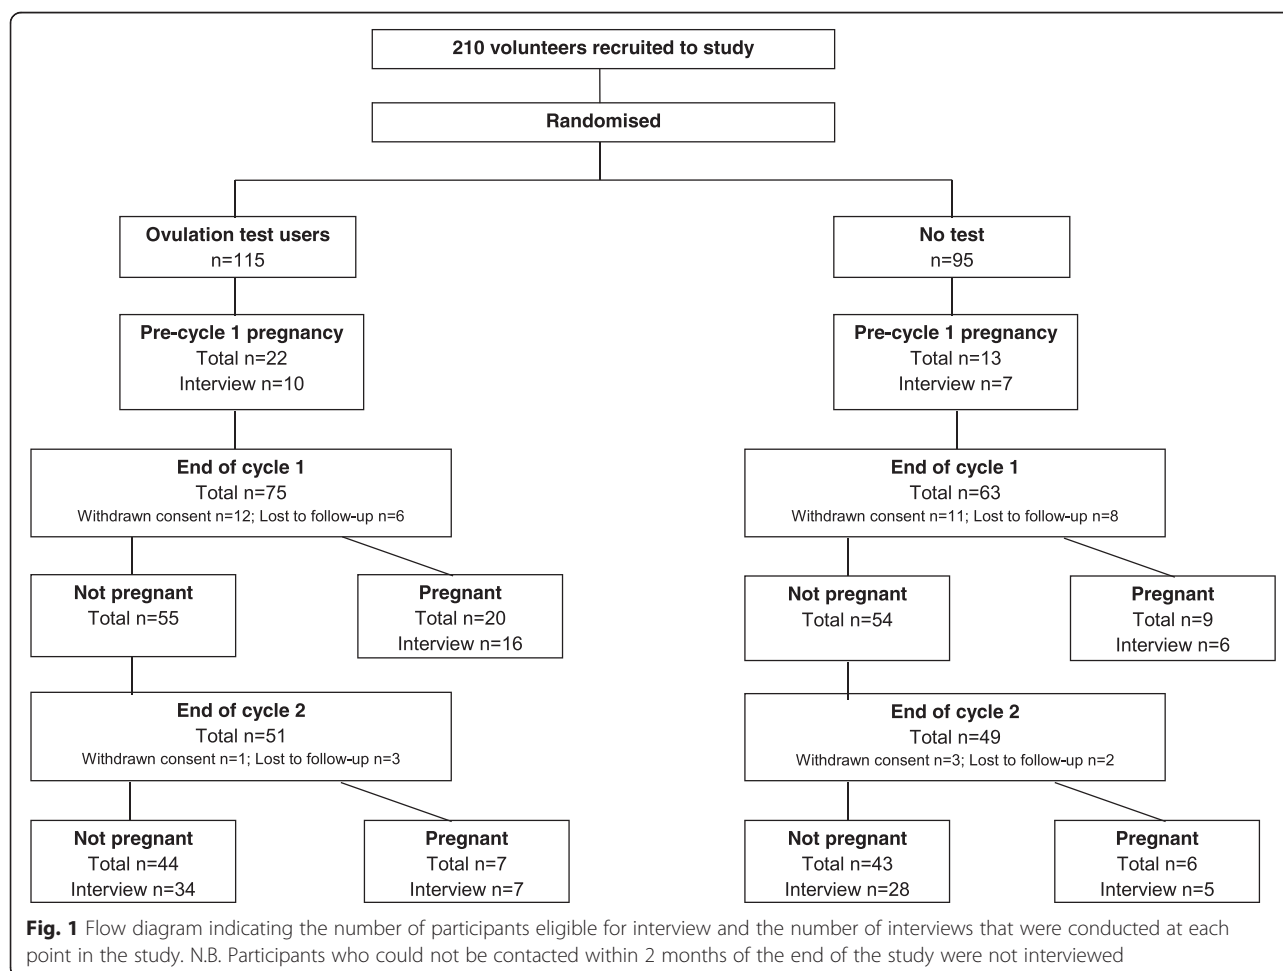 210 volunteers recruited to study
Randomised
Ovulation test users
n=115
No test
n=95
Pre-cycle 1 pregnancy
Total n=22
Interview n=10
Pre-cycle 1 pregnancy
Total n=13
Interview n=7
End of cycle 1
Total n=75
Withdrawn consent n=12; Lost to follow-up n=6
End of cycle 1
Total n=63
Withdrawn consent n=11; Lost to follow-up n=8
Not pregnant
Total n=55
Pregnant
Total n=20
Interview n=16
Not pregnant
Total n=54
Pregnant
Total n=9
Interview n=6
End of cycle 2
Total n=51
Withdrawn consent n=1; Lost to follow-up n=3
End of cycle 2
Total n=49
Withdrawn consent n=3; Lost to follow-up n=2
Not pregnant
Total n=44
Interview n=34
Pregnant
Total n=7
Interview n=7
Not pregnant
Total n=43
Interview n=28
Pregnant
Total n=6
Interview n=5
Fig. 1 Flow diagram indicating the number of participants eligible for interview and the number of interviews that were conducted at each
point in the study. N.B. Participants who could not be contacted within 2 months of the end of the study were not interviewed